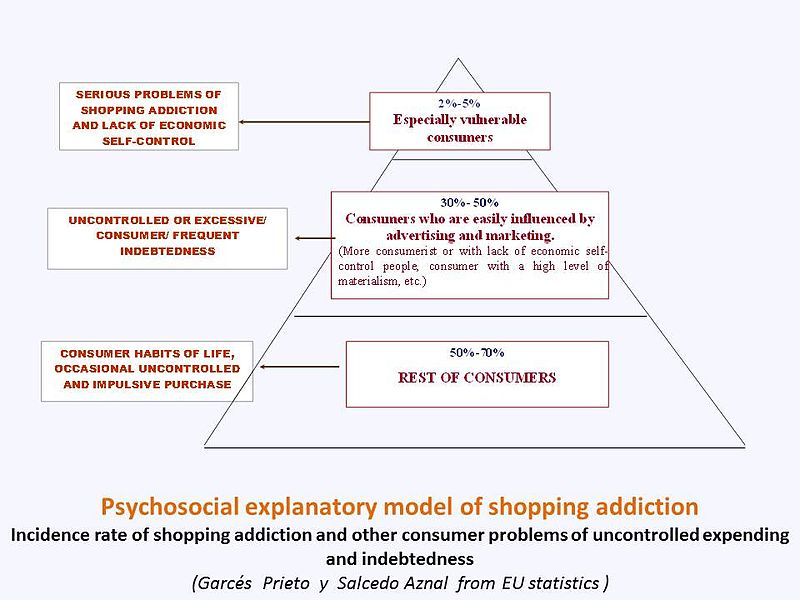 SERIOUS PROBLEMS OF
SHOPPING ADDICTION
AND LACK OF ECONOMIC
SELF-CONTROL
2%-5%
Especially vulnerable
consumers
UNCONTROLLED OR EXCESSIVE/
CONSUMER/ FREQUENT
INDEBTEDNESS
30%- 50%
Consumers who are easily influenced by
advertising and marketing.
(More consumerist or with lack of economic self-
control people, consumer with a high level of
materialism, etc.)
CONSUMER HABITS OF LIFE,
OCCASIONAL UNCONTROLLED
AND IMPULSIVE PURCHASE
50%-70%
REST OF CONSUMERS
Psychosocial explanatory model of shopping addiction
Incidence rate of shopping addiction and other consumer problems of uncontrolled expending
and indebtedness
(Garcés Prieto y Salcedo Aznal from EU statistics )